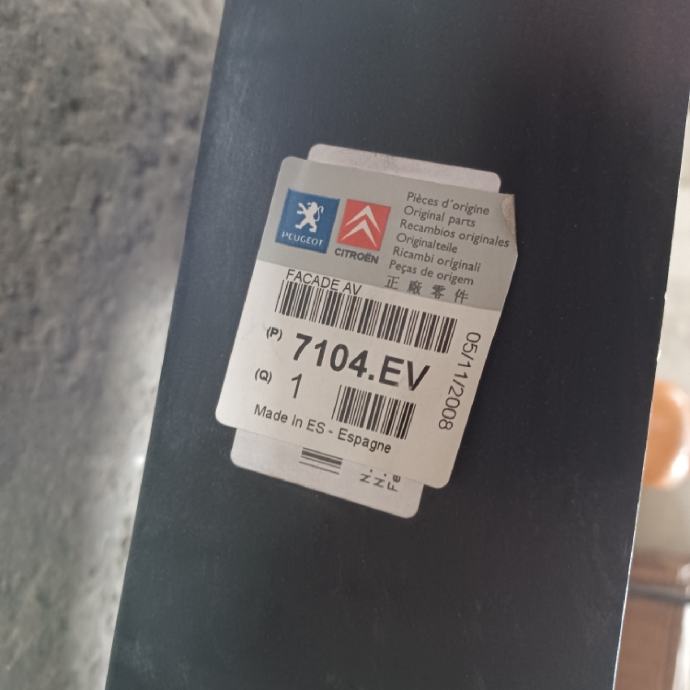 PEUGEOT
CITROËN
Pièces d'origine
Original parts
Recambios originales
Originalteile
Ricambi originali
Peças de origem
正廠零件
FACADE AV
(P) 7104.EV
(Q) 1
05/11/2008
Made In ES - Espagne
N.
N.
Fe